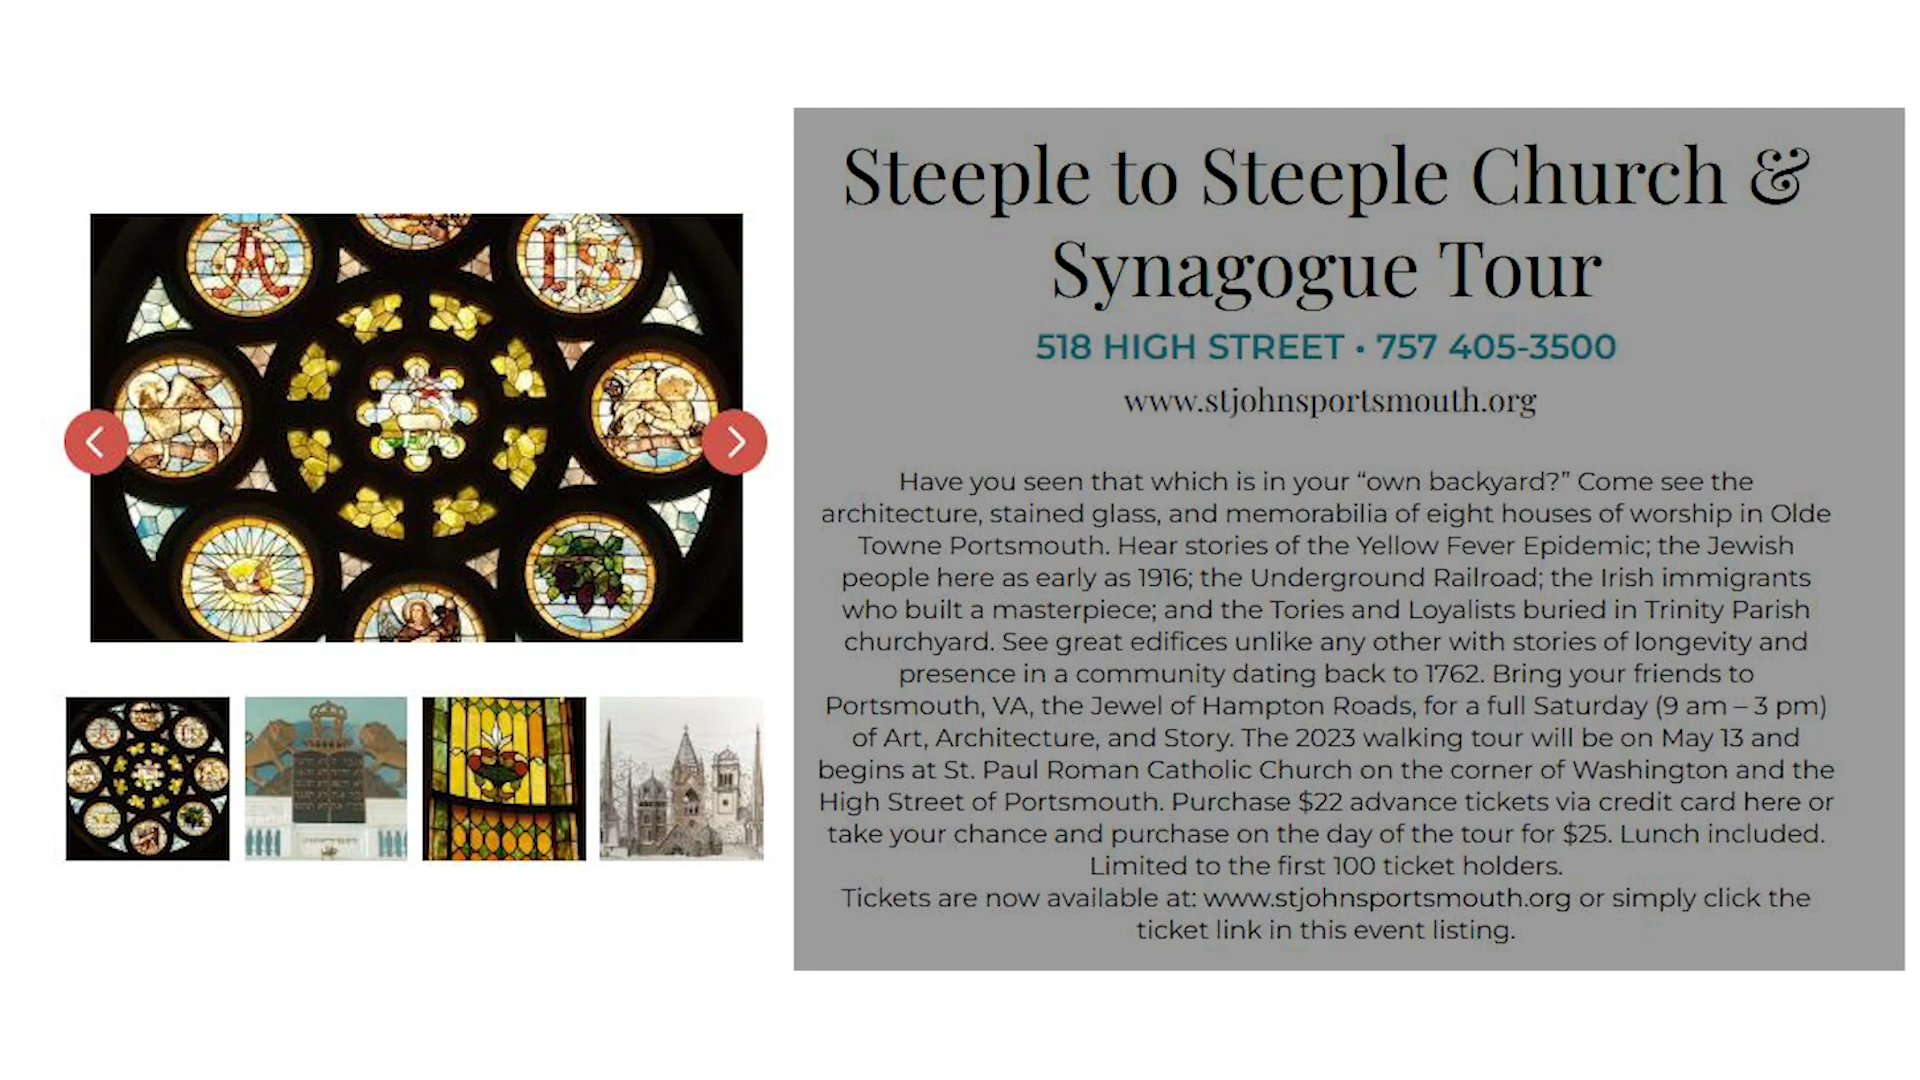 Steeple to Steeple Church &
Synagogue Tour
518 HIGH STREET • 757 405-3500
www.stjohnsportsmouth.org
Have you seen that which is in your “own backyard?” Come see the
architecture, stained glass, and memorabilia of eight houses of worship in Olde
Towne Portsmouth. Hear stories of the Yellow Fever Epidemic; the Jewish
people here as early as 1916; the Underground Railroad; the Irish immigrants
who built a masterpiece; and the Tories and Loyalists buried in Trinity Parish
churchyard. See great edifices unlike any other with stories of longevity and
presence in a community dating back to 1762. Bring your friends to
Portsmouth, VA, the Jewel of Hampton Roads, for a full Saturday (9 am – 3 pm)
of Art, Architecture, and Story. The 2023 walking tour will be on May 13 and
begins at St. Paul Roman Catholic Church on the corner of Washington and the
High Street of Portsmouth. Purchase $22 advance tickets via credit card here or
take your chance and purchase on the day of the tour for $25. Lunch included.
Limited to the first 100 ticket holders.
Tickets are now available at: www.stjohnsportsmouth.org or simply click the
ticket link in this event listing.